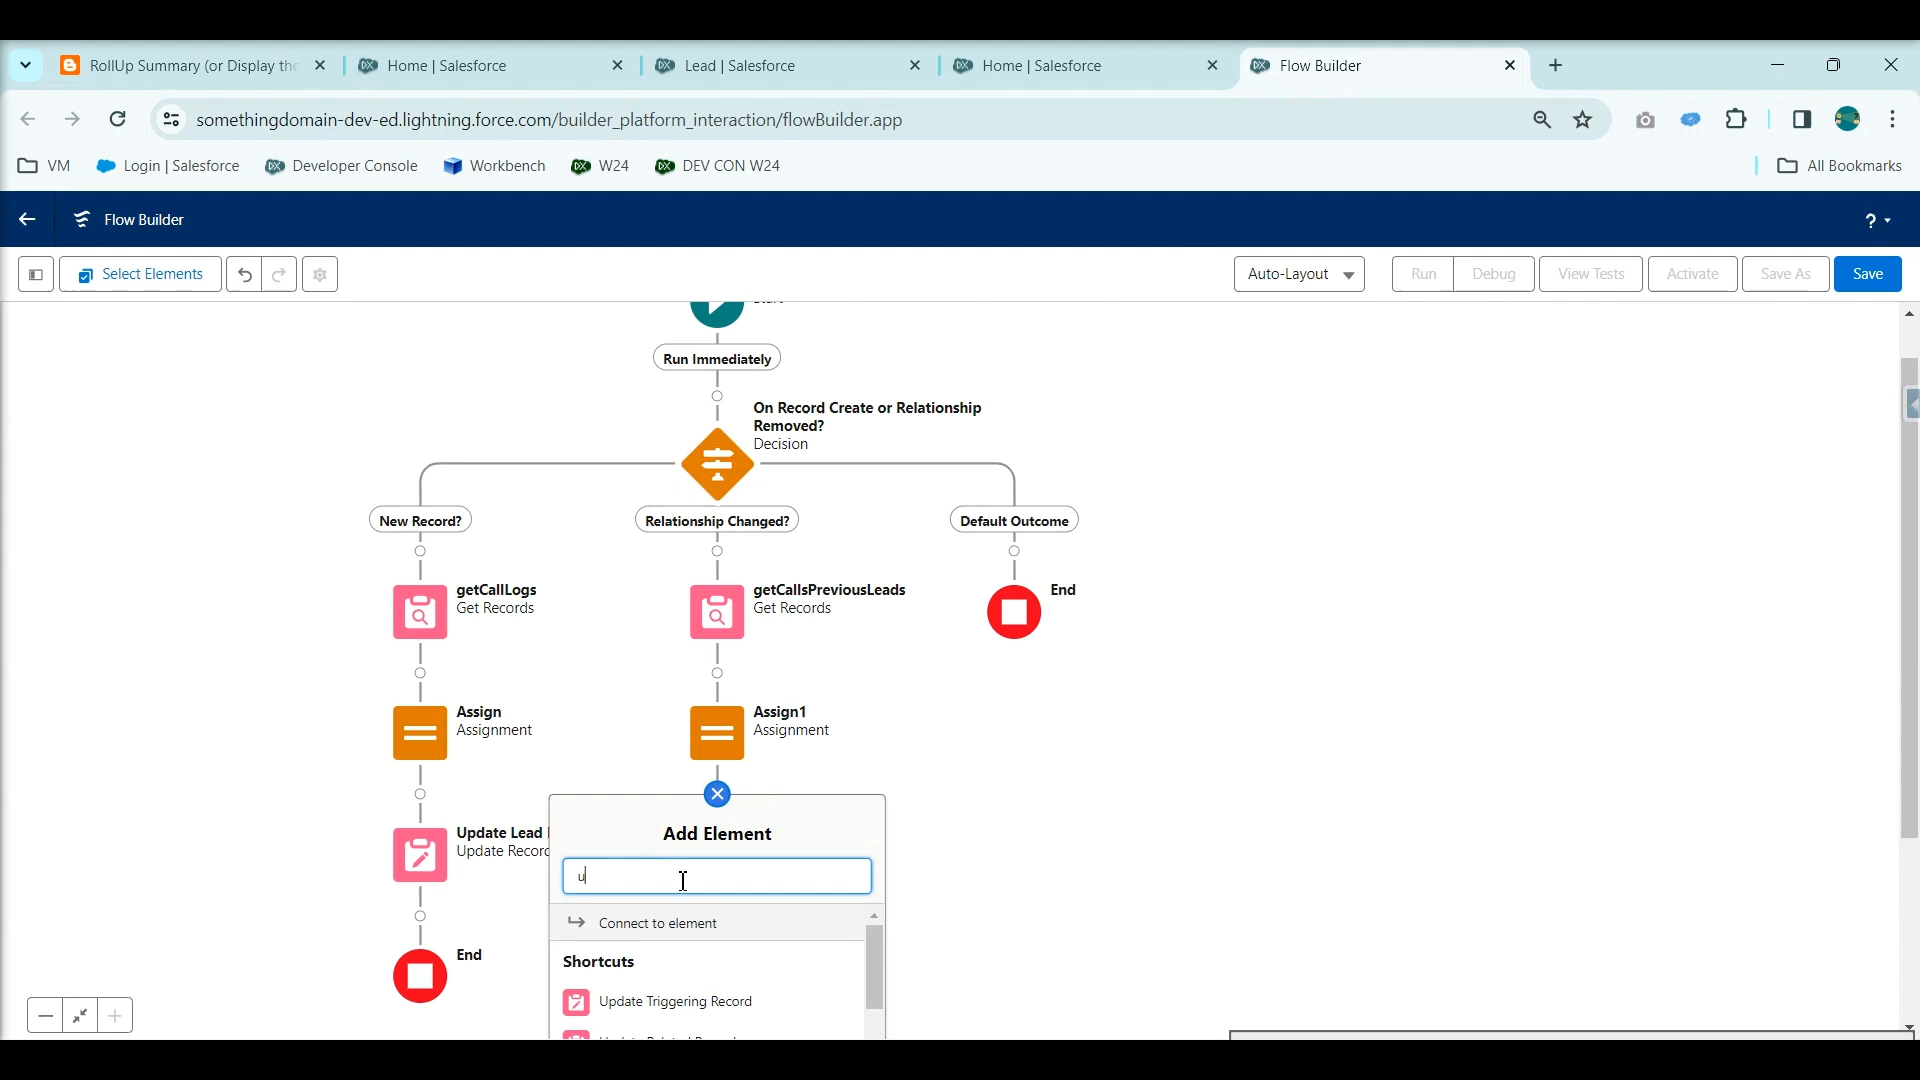 RollUp Summary (or Display the
Home | Salesforce
Lead | Salesforce
Home | Salesforce
Flow Builder
somethingdomain-dev-ed.lightning.force.com/builder_platform_interaction/flowBuilder.app
VM
Login | Salesforce
Developer Console
Workbench
W24
DEV CON W24
All Bookmarks
Flow Builder
?
Select Elements
Auto-Layout
Run
Debug
View Tests
Activate
Save As
Save
Run Immediately
On Record Create or Relationship
Removed?
Decision
New Record?
Relationship Changed?
Default Outcome
getCallLogs
Get Records
getCallsPreviousLeads
Get Records
End
Assign
Assignment
Assign1
Assignment
Update Lead
Update Record
Add Element
u
Connect to element
End
Shortcuts
Update Triggering Record